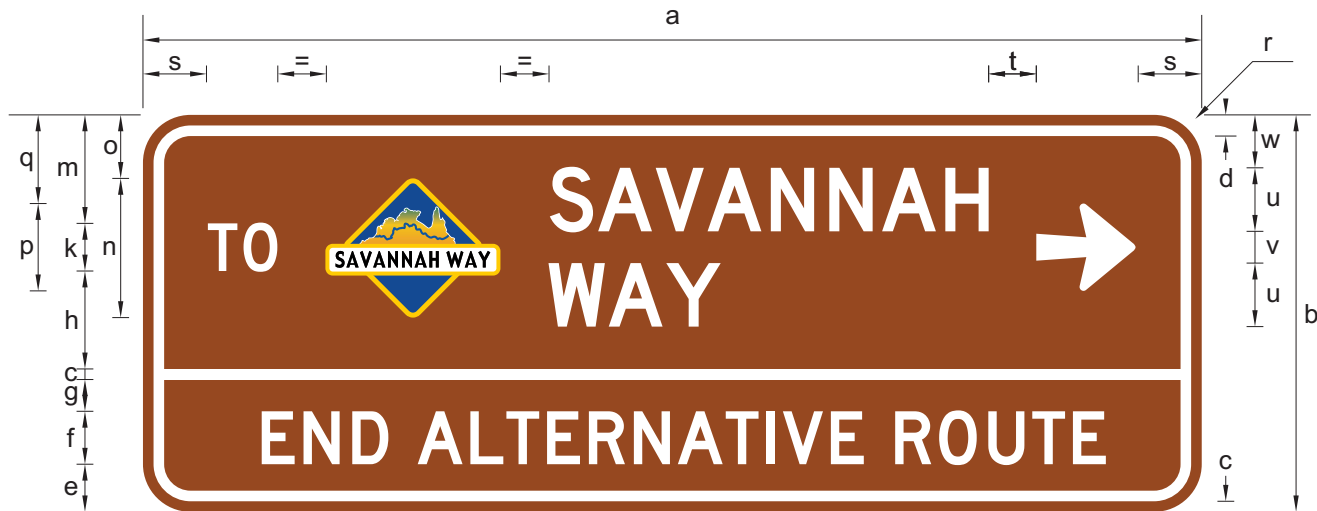 a
s = = t s r
q m o w d
SAVANNAH
u
p k n TO SAVANNAH WAY v
WAY
h u b
c
g
f END ALTERNATIVE ROUTE c
e